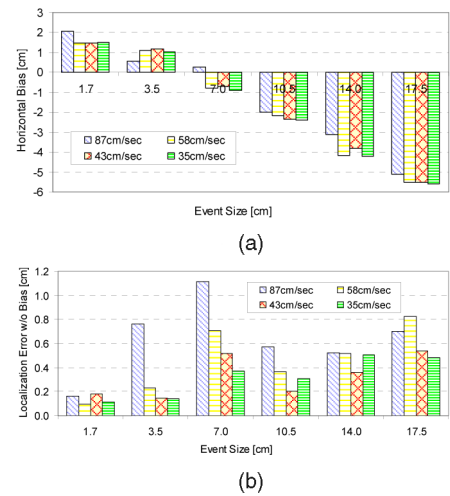 3
2
1
0
-1
-2
-3
-4
-5
-6
Horizontal Bias [cm]
1.7 3.5 7.0 10.5 14.0 17.5
87cm/sec 58cm/sec
43cm/sec 35cm/sec
Event Size [cm]
(a)
1.2
1.0
0.8
0.6
0.4
0.2
0.0
Localization Error w/o Bias [cm]
87cm/sec 58cm/sec
43cm/sec 35cm/sec
1.7 3.5 7.0 10.5 14.0 17.5
Event Size [cm]
(b)